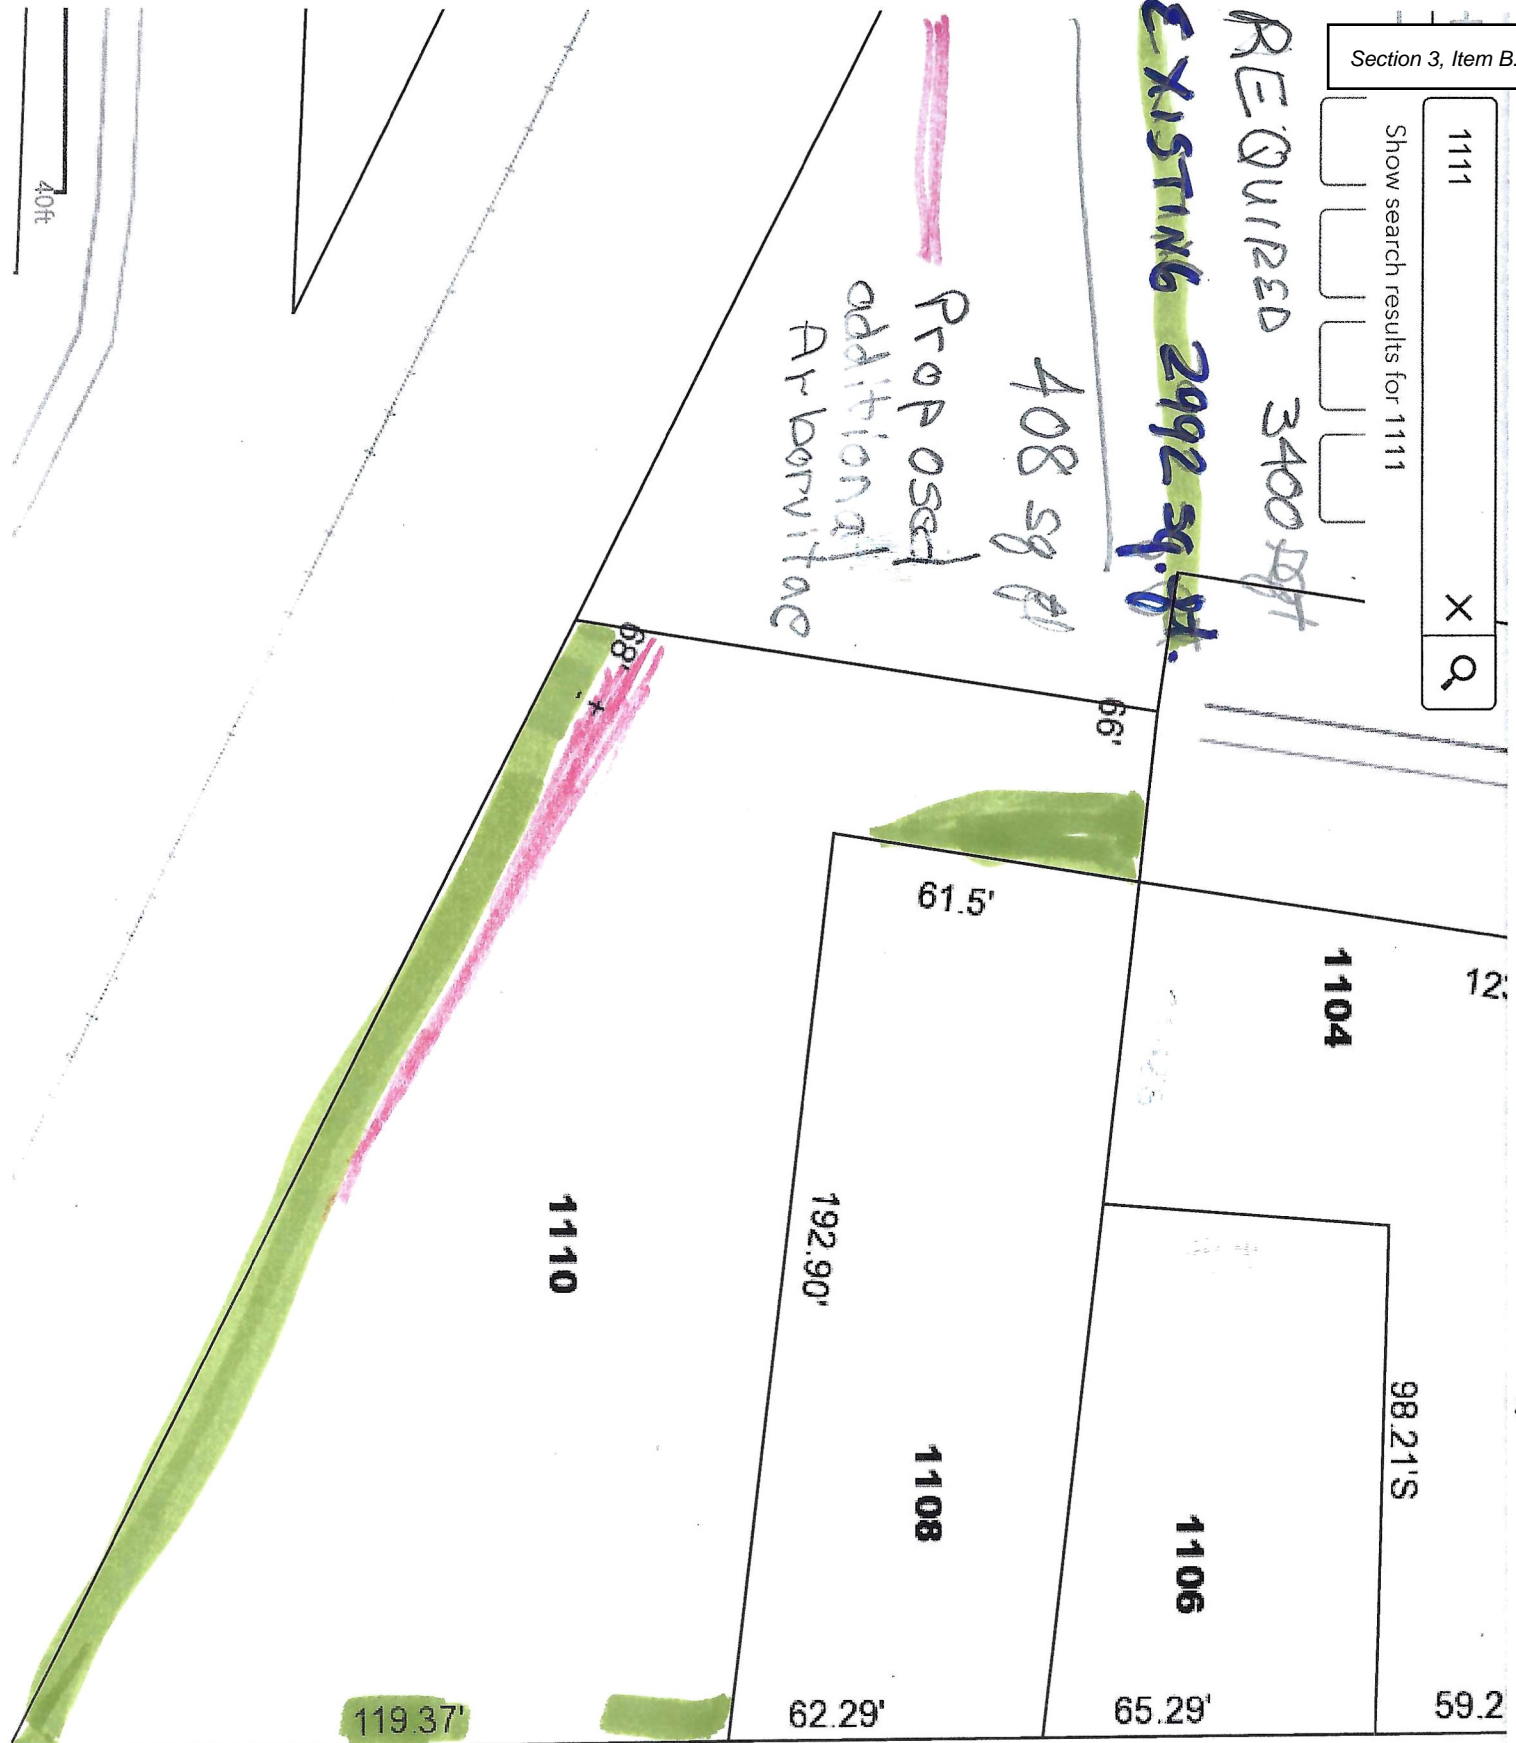 Section 3, Item B.
1111
Show search results for 1111
REQUIRED 3400
EXISTING 2992 sq.ft.
408 sq ft
Proposed
additional
Arborvitae
40ft
68'
66'
61.5'
1104
192.90'
1110
1108
1106
98.21'S
119.37'
62.29'
65.29'
59.2